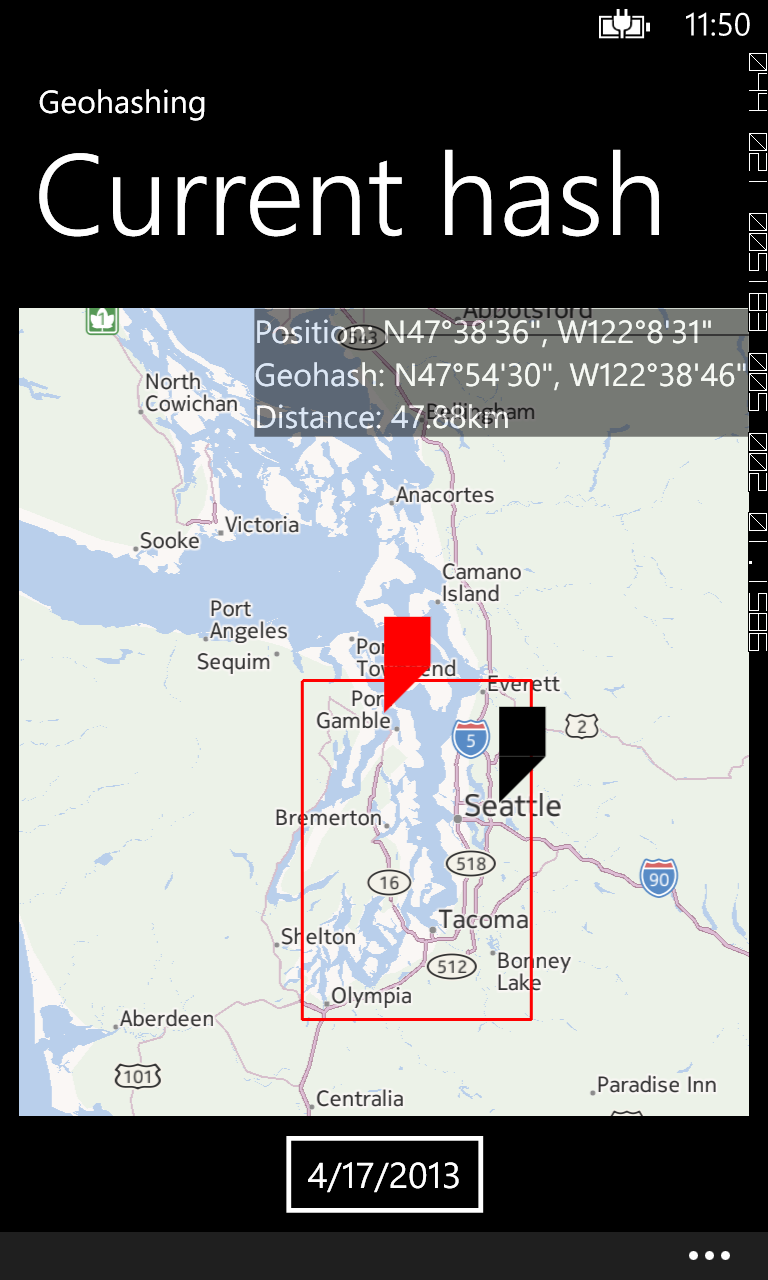 11:50
Geohashing
Current hash
1
Abbotsford
543
Position: N47°38'36", W122°8'31"
Geohash: N47°54'30", W122°38'46"
Bellingham
Distance: 47.88km
North
Cowichan
Anacortes
Victoria
Sooke
Camano
Island
Port
Angeles
Sequim
Everett
Port
Gamble
5
2
Seattle
Bremerton
518
90
16
Tacoma
Shelton
512
Bonney
Lake
Olympia
Aberdeen
101
Paradise Inn
Centralia
4/17/2013